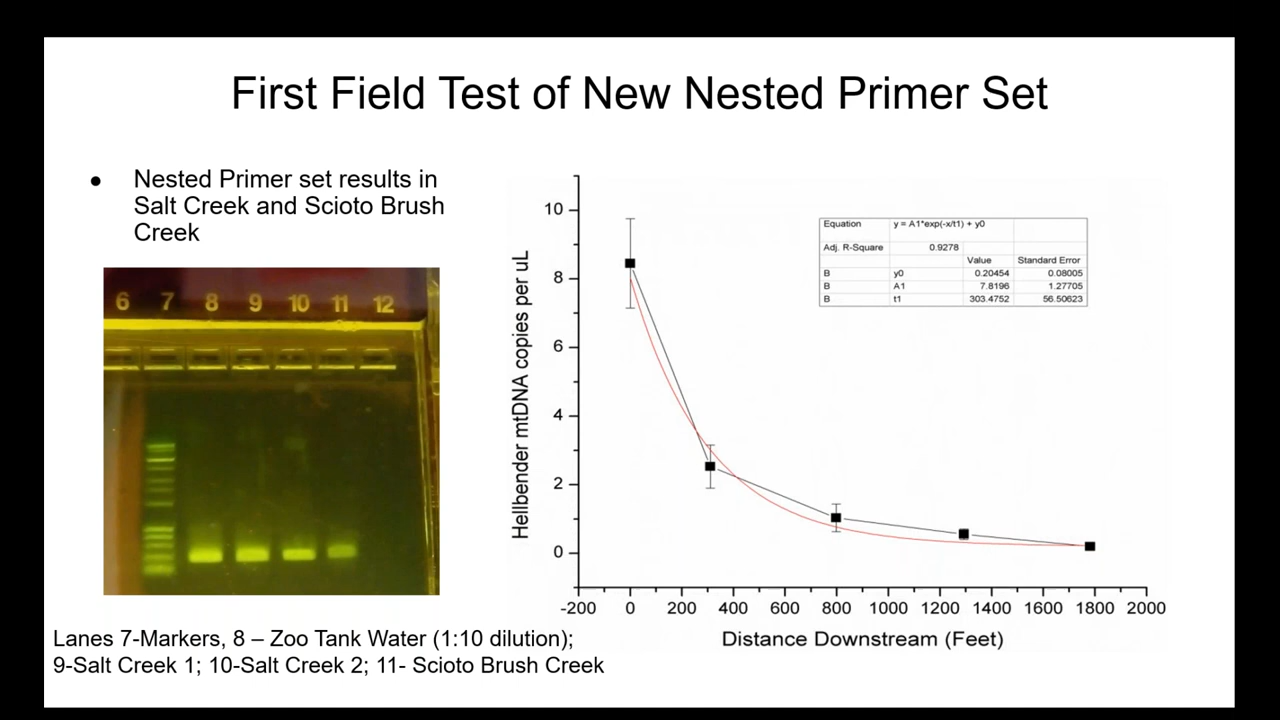 First Field Test of New Nested Primer Set
● Nested Primer set results in
Salt Creek and Scioto Brush
Creek
6 7 8 9 10 11 12
Lanes 7-Markers, 8 – Zoo Tank Water (1:10 dilution);
9-Salt Creek 1; 10-Salt Creek 2; 11- Scioto Brush Creek
Hellbender mtDNA copies per uL
10
8
6
4
2
0
Equation y = A1*exp(-x/t1) + y0
Adj. R-Square 0.9278
Value Standard Error
B y0 0.20454 0.08005
B A1 7.8196 1.27705
B t1 303.4752 56.50623
-200 0 200 400 600 800 1000 1200 1400 1600 1800 2000
Distance Downstream (Feet)